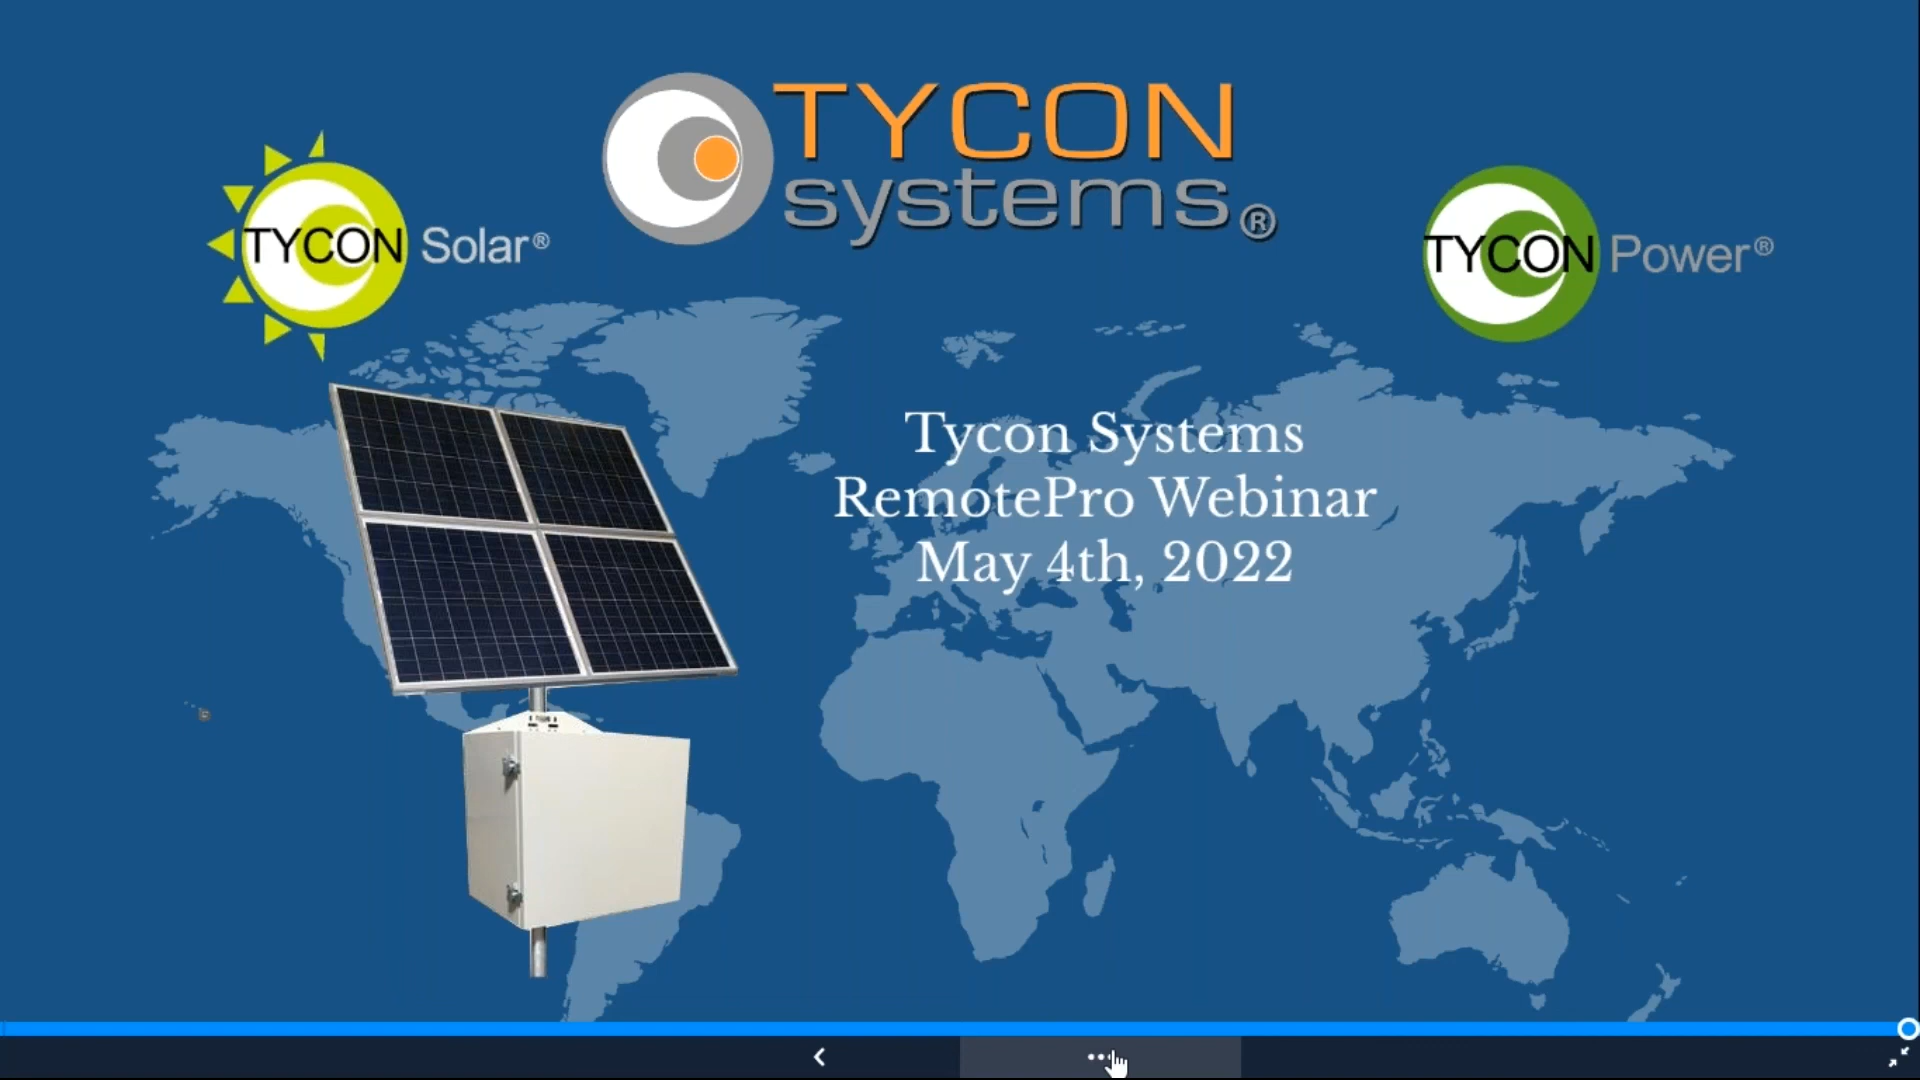 TYCON
systems®
TYCON Solar®
TYCON Power®
Tycon Systems
RemotePro Webinar
May 4th, 2022